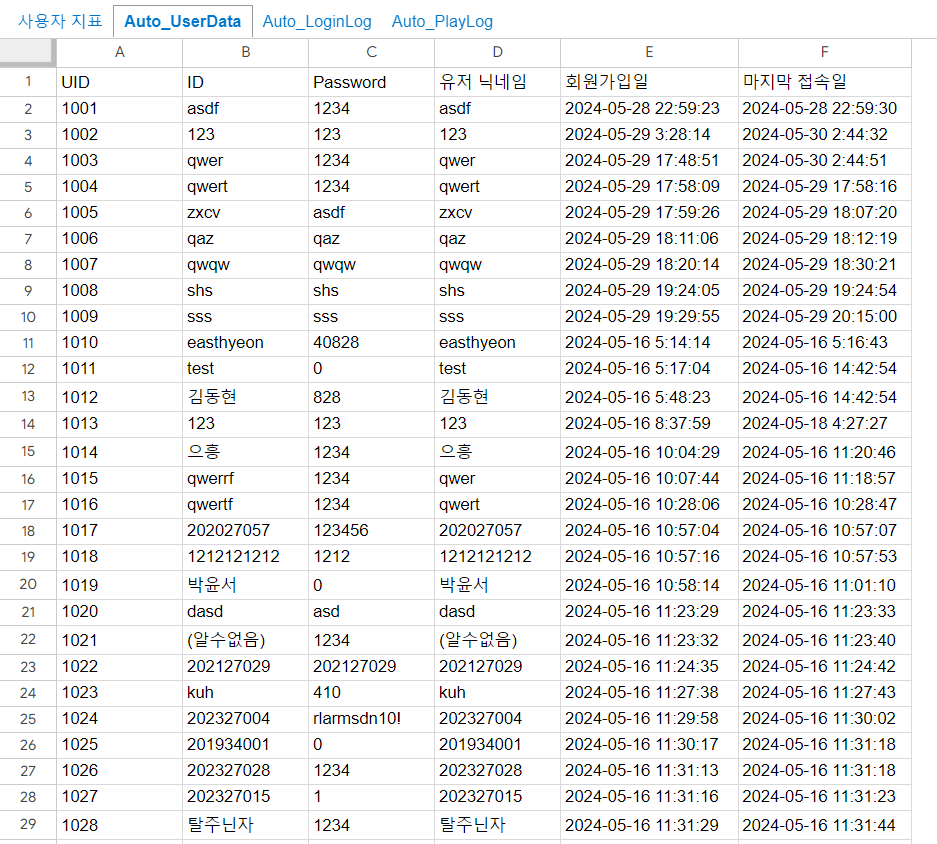 사용자 지표 Auto_UserData Auto_LoginLog Auto_PlayLog
A B C D E F
1 UID ID Password 유저 닉네임 회원가입일 마지막 접속일
2 1001 asdf 1234 asdf 2024-05-28 22:59:23 2024-05-28 22:59:30
3 1002 123 123 123 2024-05-29 3:28:14 2024-05-30 2:44:32
4 1003 qwer 1234 qwer 2024-05-29 17:48:51 2024-05-30 2:44:51
5 1004 qwert 1234 qwert 2024-05-29 17:58:09 2024-05-29 17:58:16
6 1005 zxcv asdf zxcv 2024-05-29 17:59:26 2024-05-29 18:07:20
7 1006 qaz qaz qaz 2024-05-29 18:11:06 2024-05-29 18:12:19
8 1007 qwqw qwqw qwqw 2024-05-29 18:20:14 2024-05-29 18:30:21
9 1008 shs shs shs 2024-05-29 19:24:05 2024-05-29 19:24:54
10 1009 sss sss sss 2024-05-29 19:29:55 2024-05-29 20:15:00
11 1010 easthyeon 40828 easthyeon 2024-05-16 5:14:14 2024-05-16 5:16:43
12 1011 test 0 test 2024-05-16 5:17:04 2024-05-16 14:42:54
13 1012 김동현 828 김동현 2024-05-16 5:48:23 2024-05-16 14:42:54
14 1013 123 123 123 2024-05-16 8:37:59 2024-05-18 4:27:27
15 1014 으흥 1234 으흥 2024-05-16 10:04:29 2024-05-16 11:20:46
16 1015 qwerrf 1234 qwer 2024-05-16 10:07:44 2024-05-16 11:18:57
17 1016 qwertf 1234 qwert 2024-05-16 10:28:06 2024-05-16 10:28:47
18 1017 202027057 123456 202027057 2024-05-16 10:57:04 2024-05-16 10:57:07
19 1018 1212121212 1212 1212121212 2024-05-16 10:57:16 2024-05-16 10:57:53
20 1019 박윤서 0 박윤서 2024-05-16 10:58:14 2024-05-16 11:01:10
21 1020 dasd asd dasd 2024-05-16 11:23:29 2024-05-16 11:23:33
22 1021 (알수없음) 1234 (알수없음) 2024-05-16 11:23:32 2024-05-16 11:23:40
23 1022 202127029 202127029 202127029 2024-05-16 11:24:35 2024-05-16 11:24:42
24 1023 kuh 410 kuh 2024-05-16 11:27:38 2024-05-16 11:27:43
25 1024 202327004 rlarmsdn10! 202327004 2024-05-16 11:29:58 2024-05-16 11:30:02
26 1025 201934001 0 201934001 2024-05-16 11:30:17 2024-05-16 11:31:18
27 1026 202327028 1234 202327028 2024-05-16 11:31:13 2024-05-16 11:31:18
28 1027 202327015 1 202327015 2024-05-16 11:31:16 2024-05-16 11:31:23
29 1028 탈주닌자 1234 탈주닌자 2024-05-16 11:31:29 2024-05-16 11:31:44